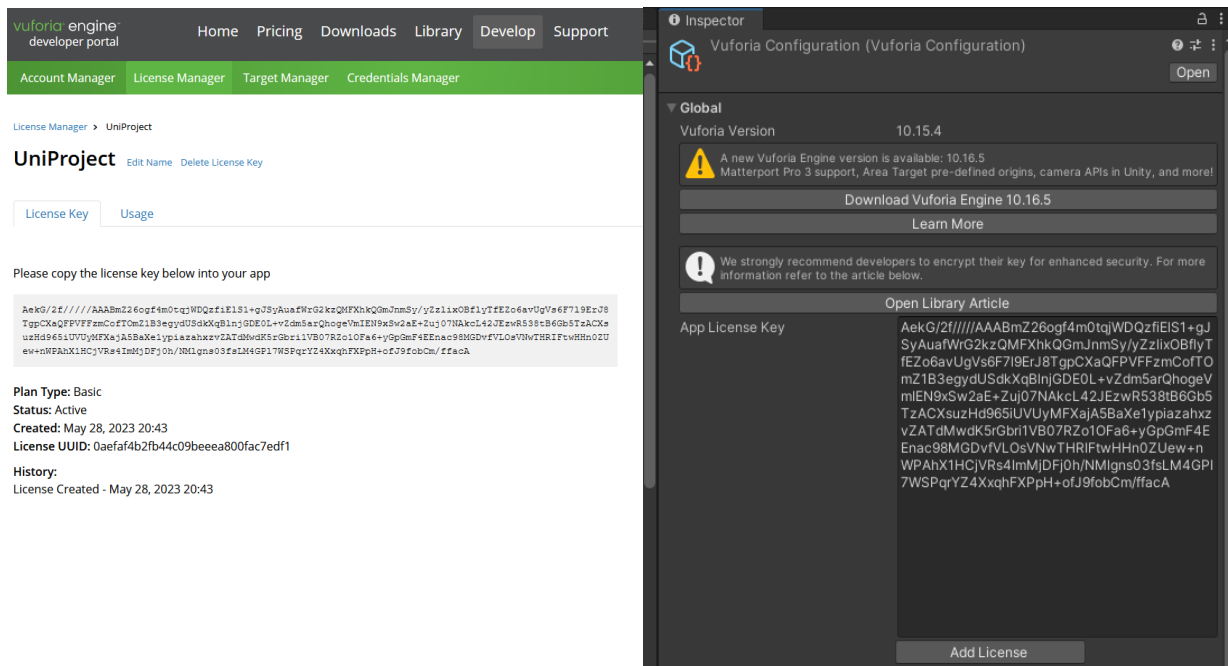 vuforia engine
developer portal
Home Pricing Downloads Library Develop Support
Account Manager License Manager Target Manager Credentials Manager
License Manager > UniProject
UniProject Edit Name Delete License Key
License Key Usage
Please copy the license key below into your app
AekG/2f/////AAABmZ26ogf4m0tqjWDQzfiElS1+gJSyAuafWrG2kzQMFXhkQGmJnmSy/yZzlixOBflyTfEZo6avUgVs6F7l9ErJ8
TgpCXaQFPVFFzmCofTOmZ1B3egydUSdkXqBlnjGDE0L+vZdm5arQhogeVmIEN9xSw2aE+Zuj07NAkcL42JEzwR538tB6Gb5TzACXs
uzHd965iUVUyMFXajA5BaXe1ypiazahxzvZATdMwdK5rGbri1VB07RZo1OFa6+yGpGmF4EEnac98MGDvfVLOsVNwTHRIFtwHHn0ZU
ew+nWPAhX1HCjVRs4ImMjDFj0h/NMIgns03fsLM4GPl7WSPqrYZ4XxqhFXPpH+ofJ9fobCm/ffacA
Plan Type: Basic
Status: Active
Created: May 28, 2023 20:43
License UUID: 0aefaf4b2fb44c09beeea800fac7edf1
History:
License Created - May 28, 2023 20:43
Inspector
Vuforia Configuration (Vuforia Configuration)
Open
Global
Vuforia Version 10.15.4
A new Vuforia Engine version is available: 10.16.5
Matterport Pro 3 support, Area Target pre-defined origins, camera APIs in Unity, and more!
Download Vuforia Engine 10.16.5
Learn More
We strongly recommend developers to encrypt their key for enhanced security. For more
information refer to the article below.
Open Library Article
App License Key
AekG/2f/////AAABmZ26ogf4m0tqjWDQzfiElS1+gJ
SyAuafWrG2kzQMFXhkQGmJnmSy/yZzlixOBflyT
fEZo6avUgVs6F7l9ErJ8TgpCXaQFPVFFzmCofTO
mZ1B3egydUSdkXqBlnjGDE0L+vZdm5arQhogeV
mIEN9xSw2aE+Zuj07NAkcL42JEzwR538tB6Gb5
TzACXsuzHd965iUVUyMFXajA5BaXe1ypiazahxz
vZATdMwdK5rGbri1VB07RZo1OFa6+yGpGmF4E
Enac98MGDvfVLOsVNwTHRIFtwHHn0ZUew+n
WPAhX1HCjVRs4ImMjDFj0h/NMIgns03fsLM4GPl
7WSPqrYZ4XxqhFXPpH+ofJ9fobCm/ffacA
Add License